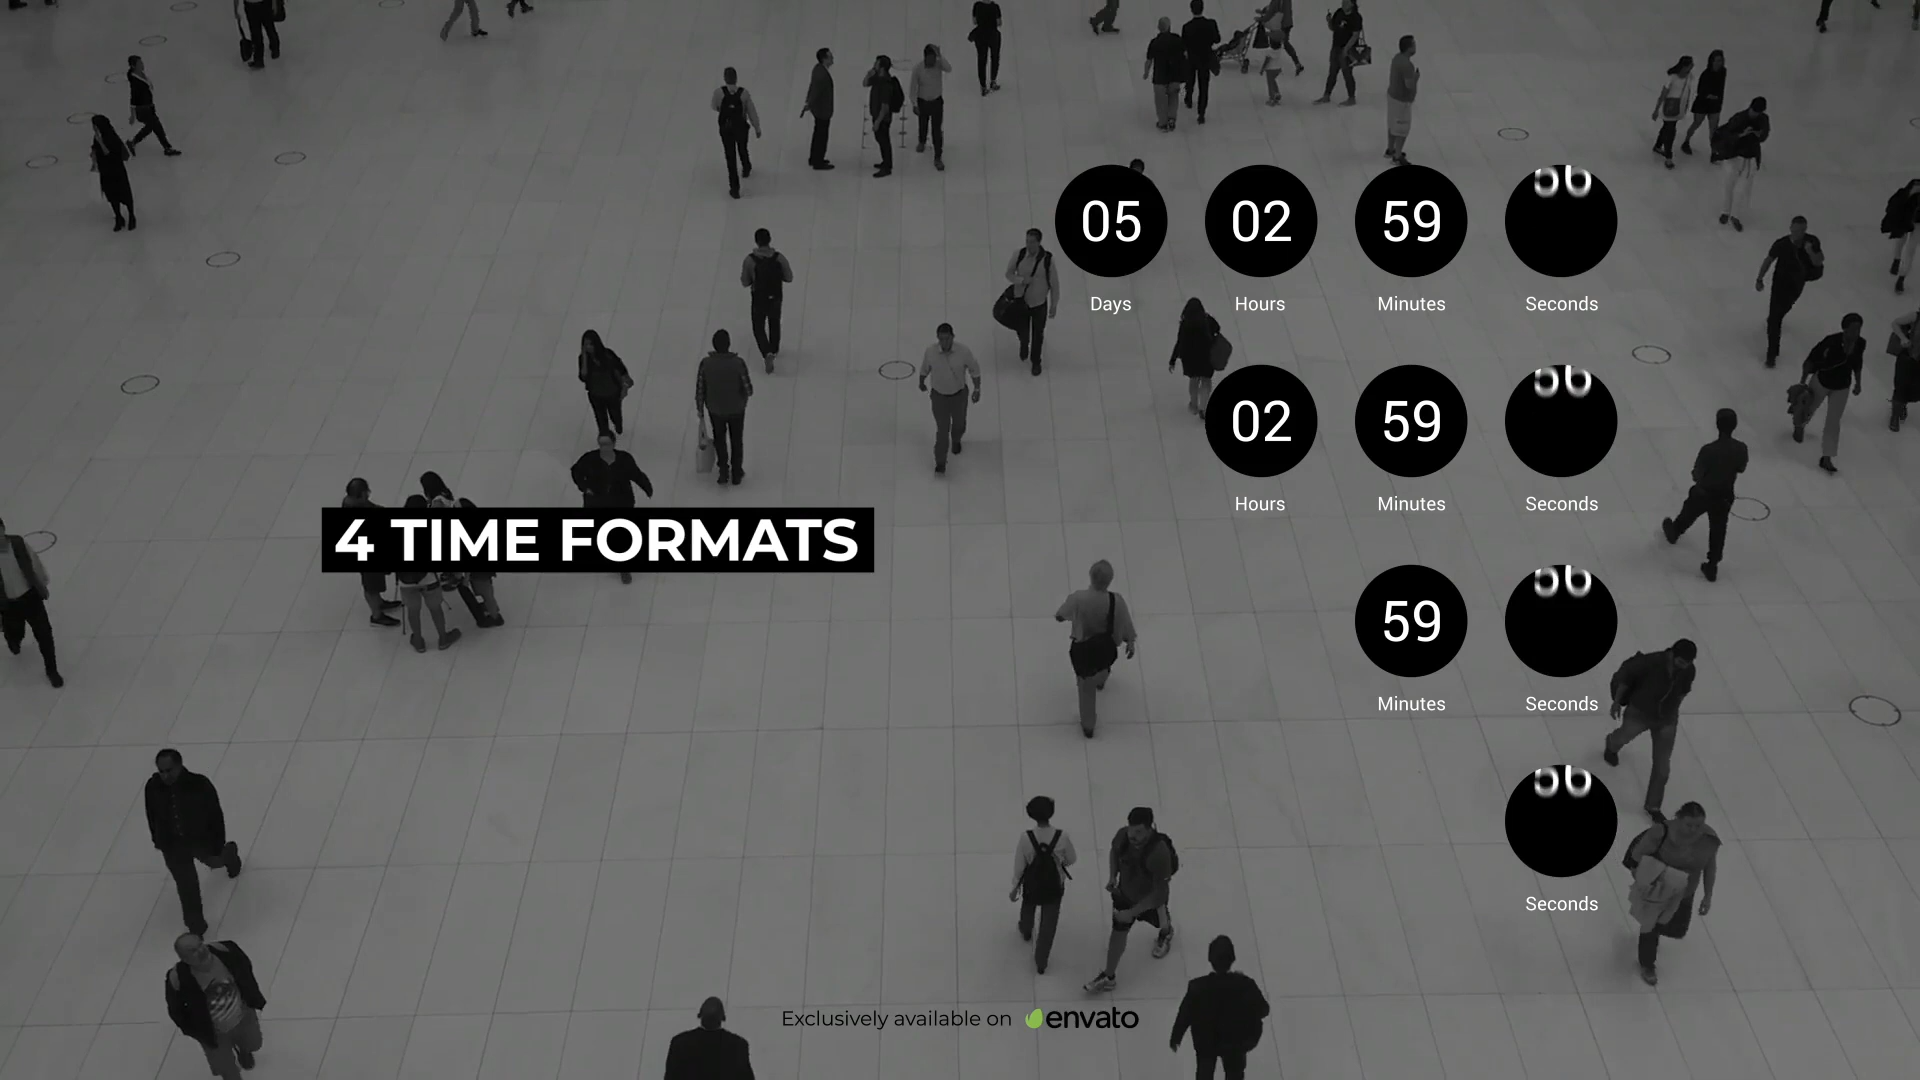 05 02 59
Days Hours Minutes Seconds
02 59
Hours Minutes Seconds
4 TIME FORMATS
59
Minutes Seconds
Seconds
Exclusively available on envato